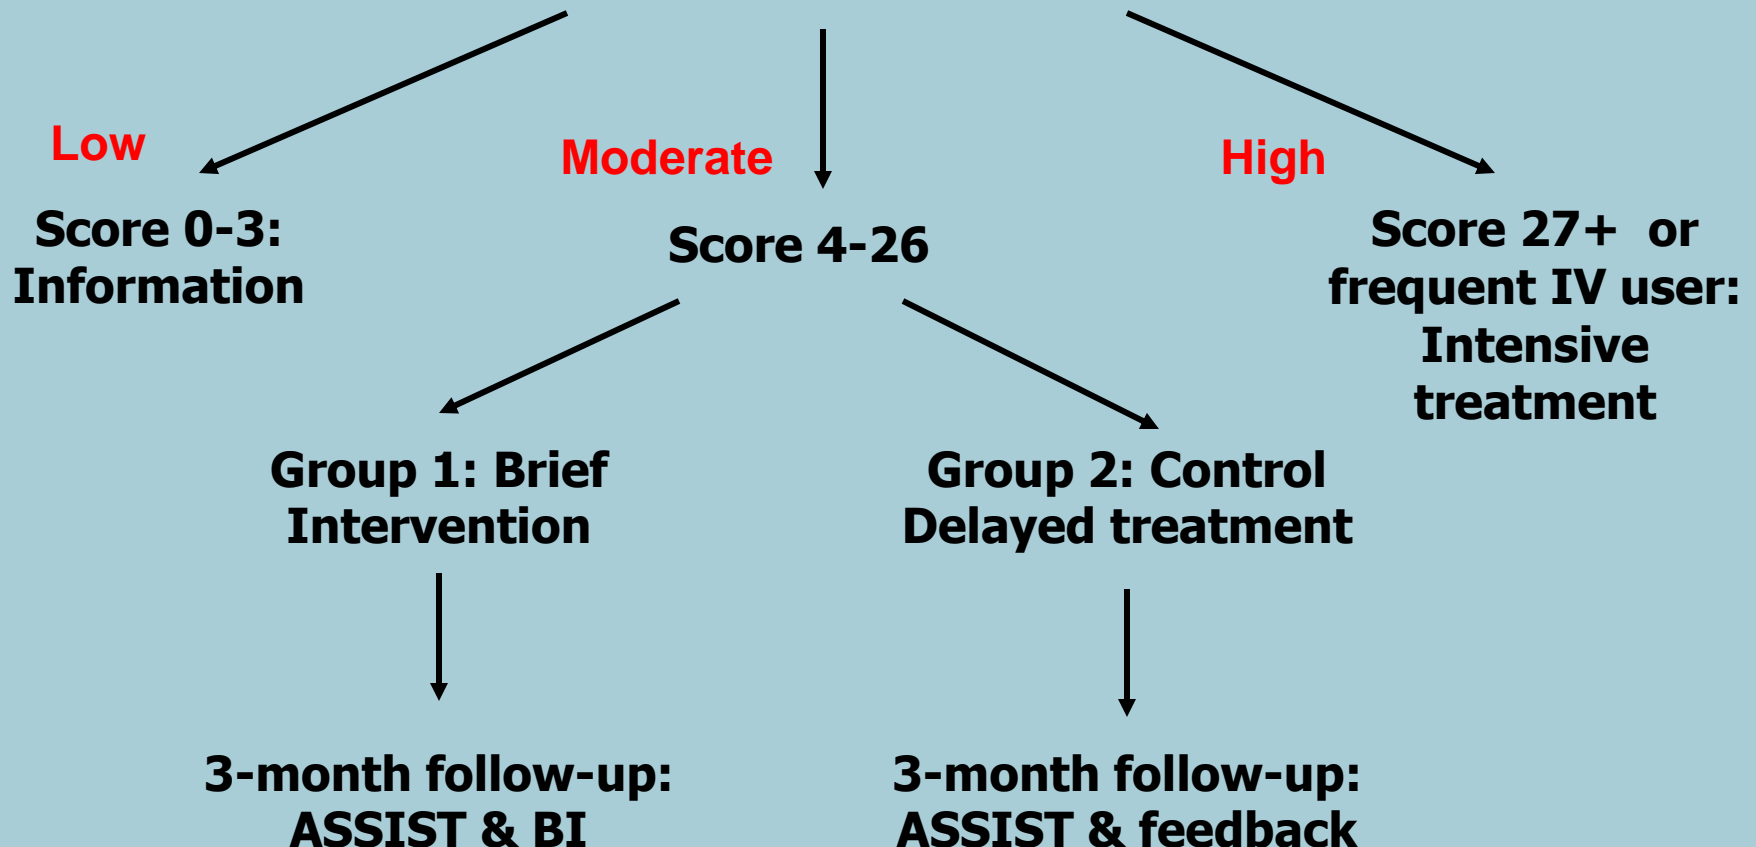 Low
Moderate
High
Score 0-3:
Information
Score 4-26
Score 27+ or
frequent IV user:
Intensive
treatment
Group 1: Brief
Intervention
Group 2: Control
Delayed treatment
3-month follow-up:
ASSIST & BI
3-month follow-up:
ASSIST & feedback